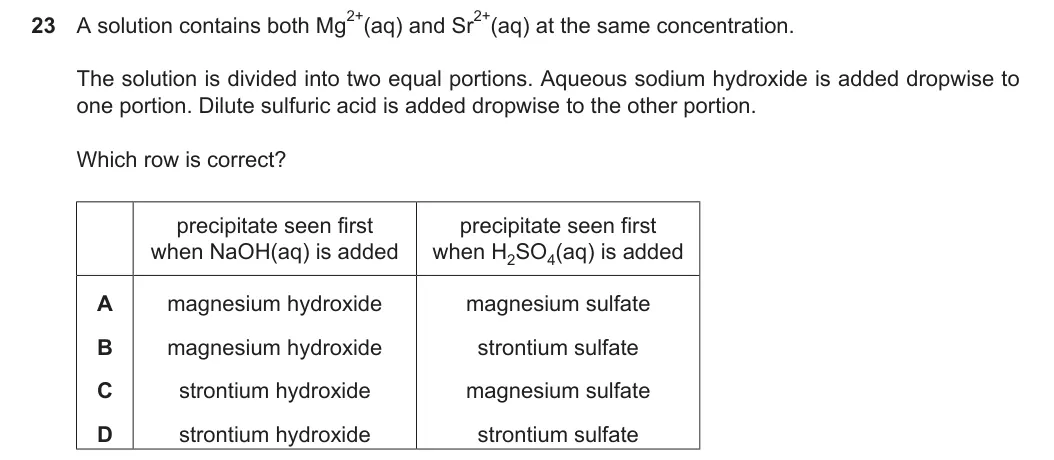 23 A solution contains both Mg²⁺(aq) and Sr²⁺(aq) at the same concentration.
The solution is divided into two equal portions. Aqueous sodium hydroxide is added dropwise to
one portion. Dilute sulfuric acid is added dropwise to the other portion.
Which row is correct?
precipitate seen first when NaOH(aq) is added | precipitate seen first when H₂SO₄(aq) is added
A magnesium hydroxide magnesium sulfate
B magnesium hydroxide strontium sulfate
C strontium hydroxide magnesium sulfate
D strontium hydroxide strontium sulfate